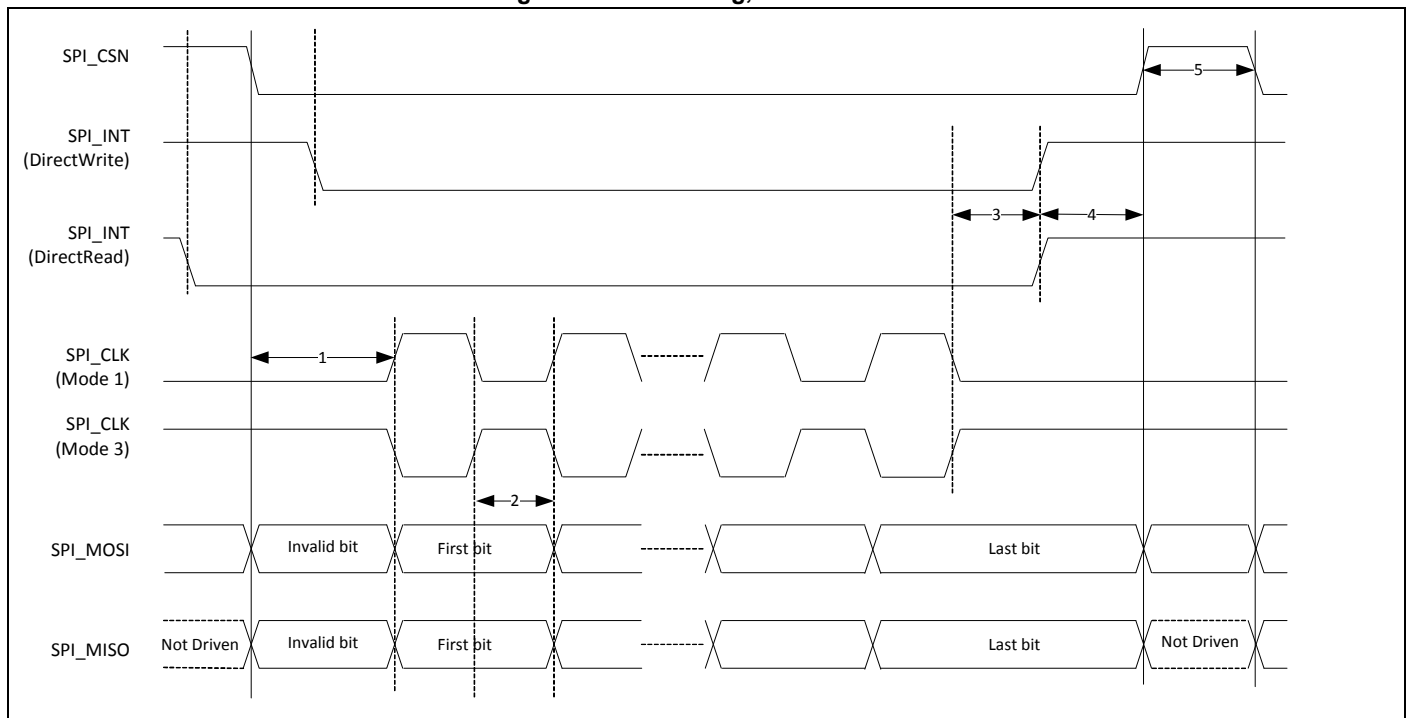 SPI_CSN
5
SPI_INT
(DirectWrite)
3
4
SPI_INT
(DirectRead)
SPI_CLK
(Mode 1)
1
SPI_CLK
(Mode 3)
2
SPI_MOSI
Invalid bit
First bit
Last bit
SPI_MISO
Not Driven
Invalid bit
First bit
Last bit
Not Driven